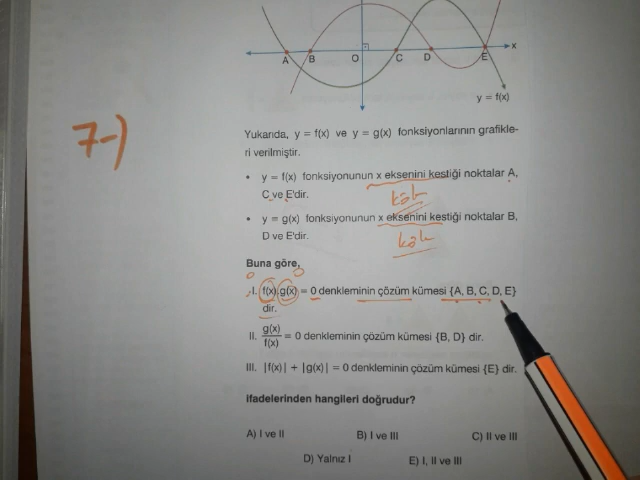 A B O C D E x
y = f(x)
7-)
Yukarıda, y = f(x) ve y = g(x) fonksiyonlarının grafikle-
ri verilmiştir.
• y = f(x) fonksiyonunun x eksenini kestiği noktalar A,
C ve E'dir.
kök
• y = g(x) fonksiyonunun x eksenini kestiği noktalar B,
D ve E'dir.
kök
Buna göre,
0 0
I. f(x).g(x) = 0 denkleminin çözüm kümesi {A, B, C, D, E}
dir.
II. g(x)/f(x) = 0 denkleminin çözüm kümesi {B, D} dir.
III. |f(x)| + |g(x)| = 0 denkleminin çözüm kümesi {E} dir.
ifadelerinden hangileri doğrudur?
A) I ve II B) I ve III C) II ve III
D) Yalnız I E) I, II ve III